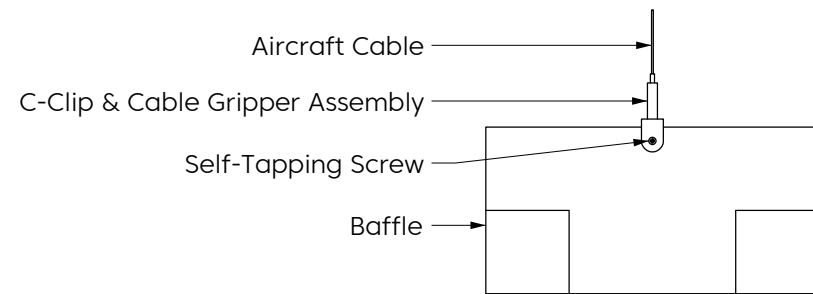 Aircraft Cable
C-Clip & Cable Gripper Assembly
Self-Tapping Screw
Baffle